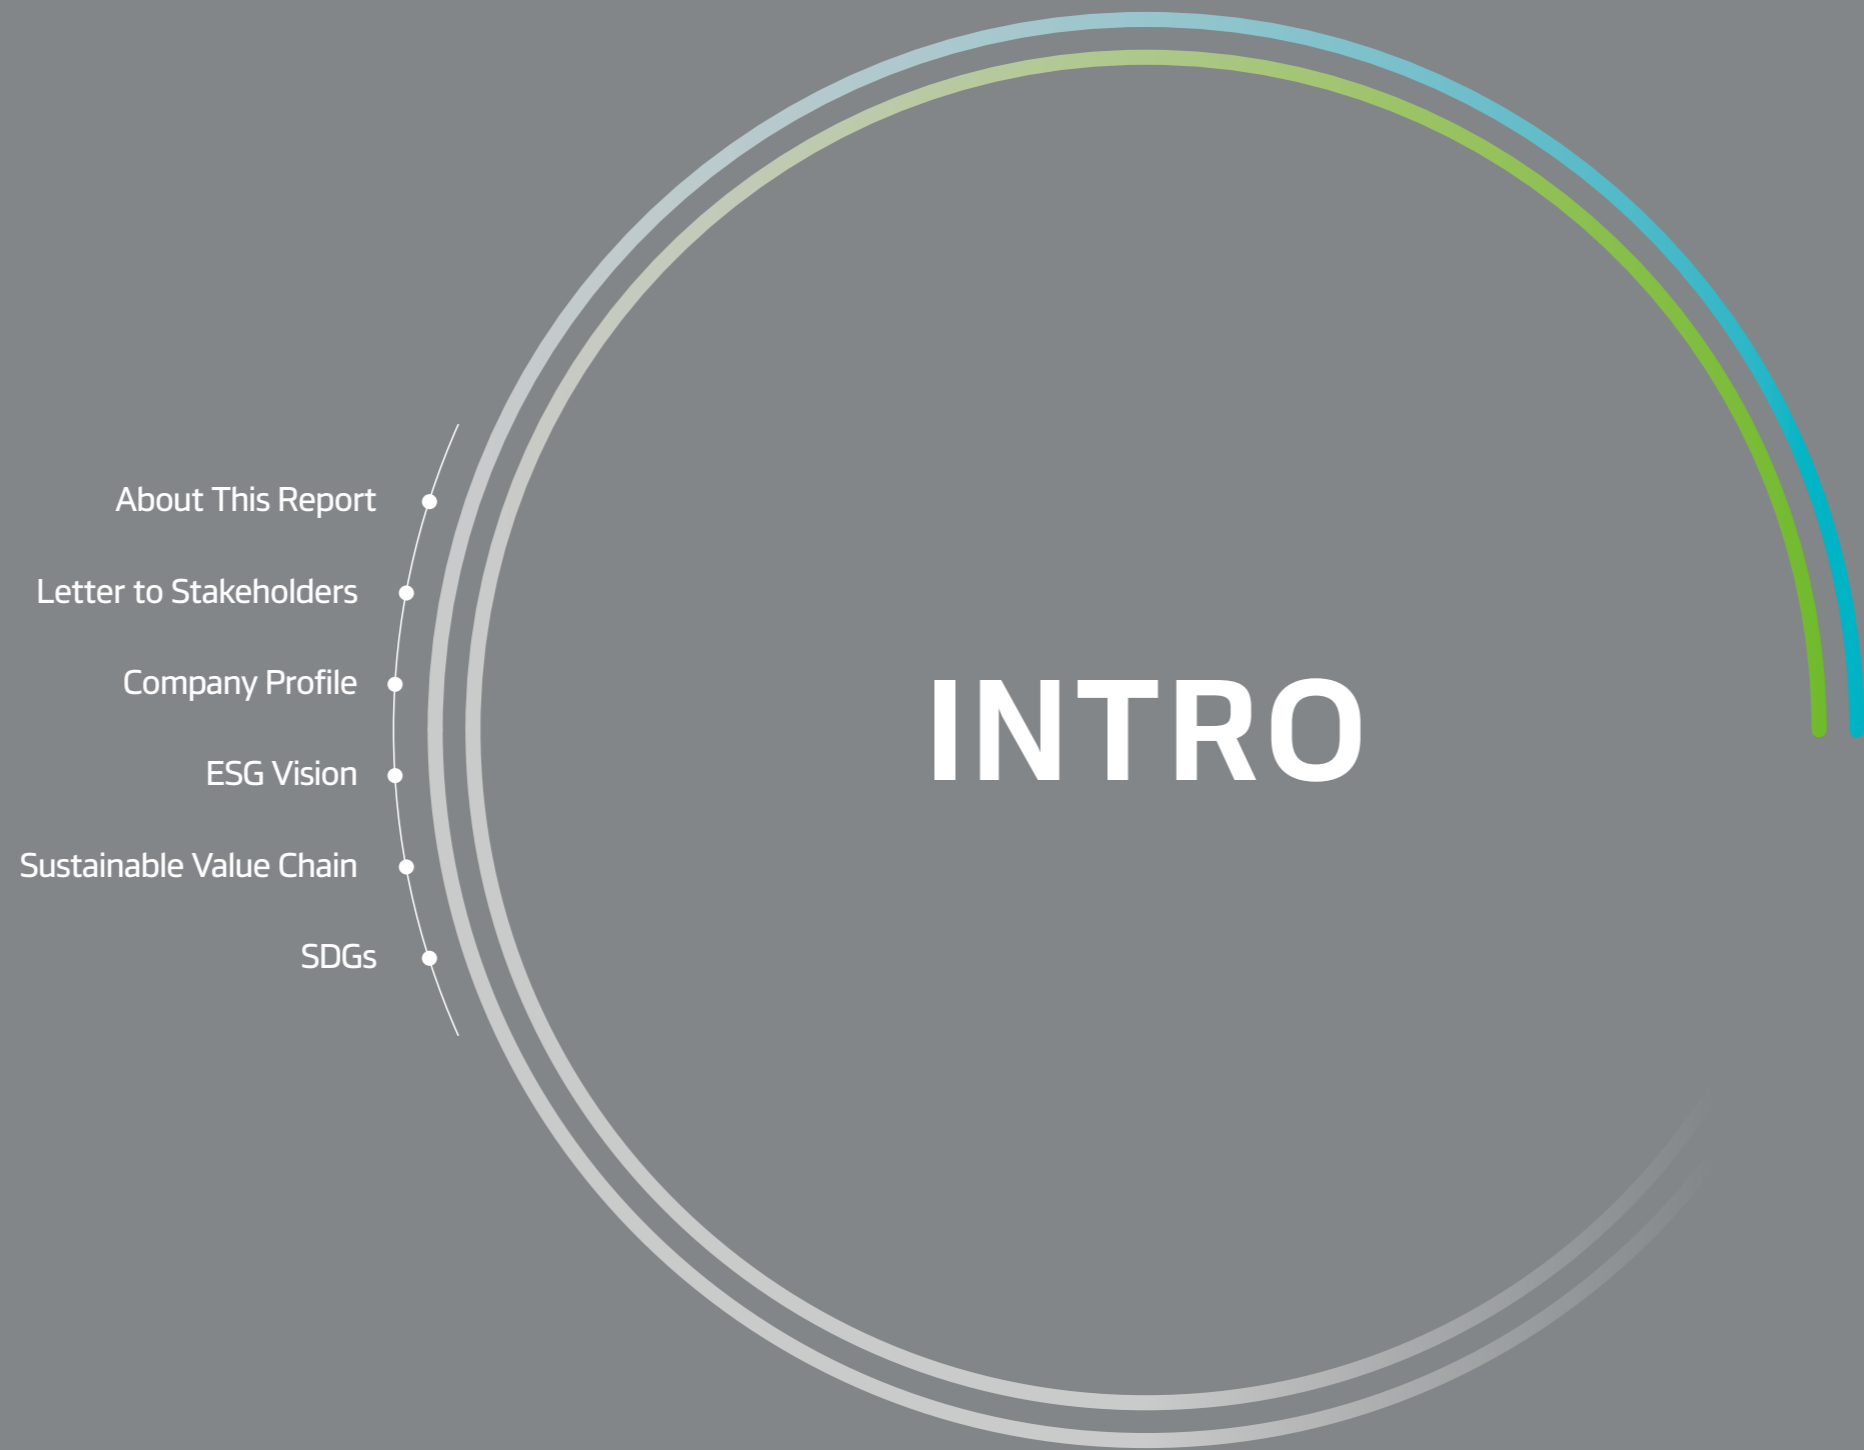 About This Report
Letter to Stakeholders
Company Profile
ESG Vision
Sustainable Value Chain
SDGs
INTRO